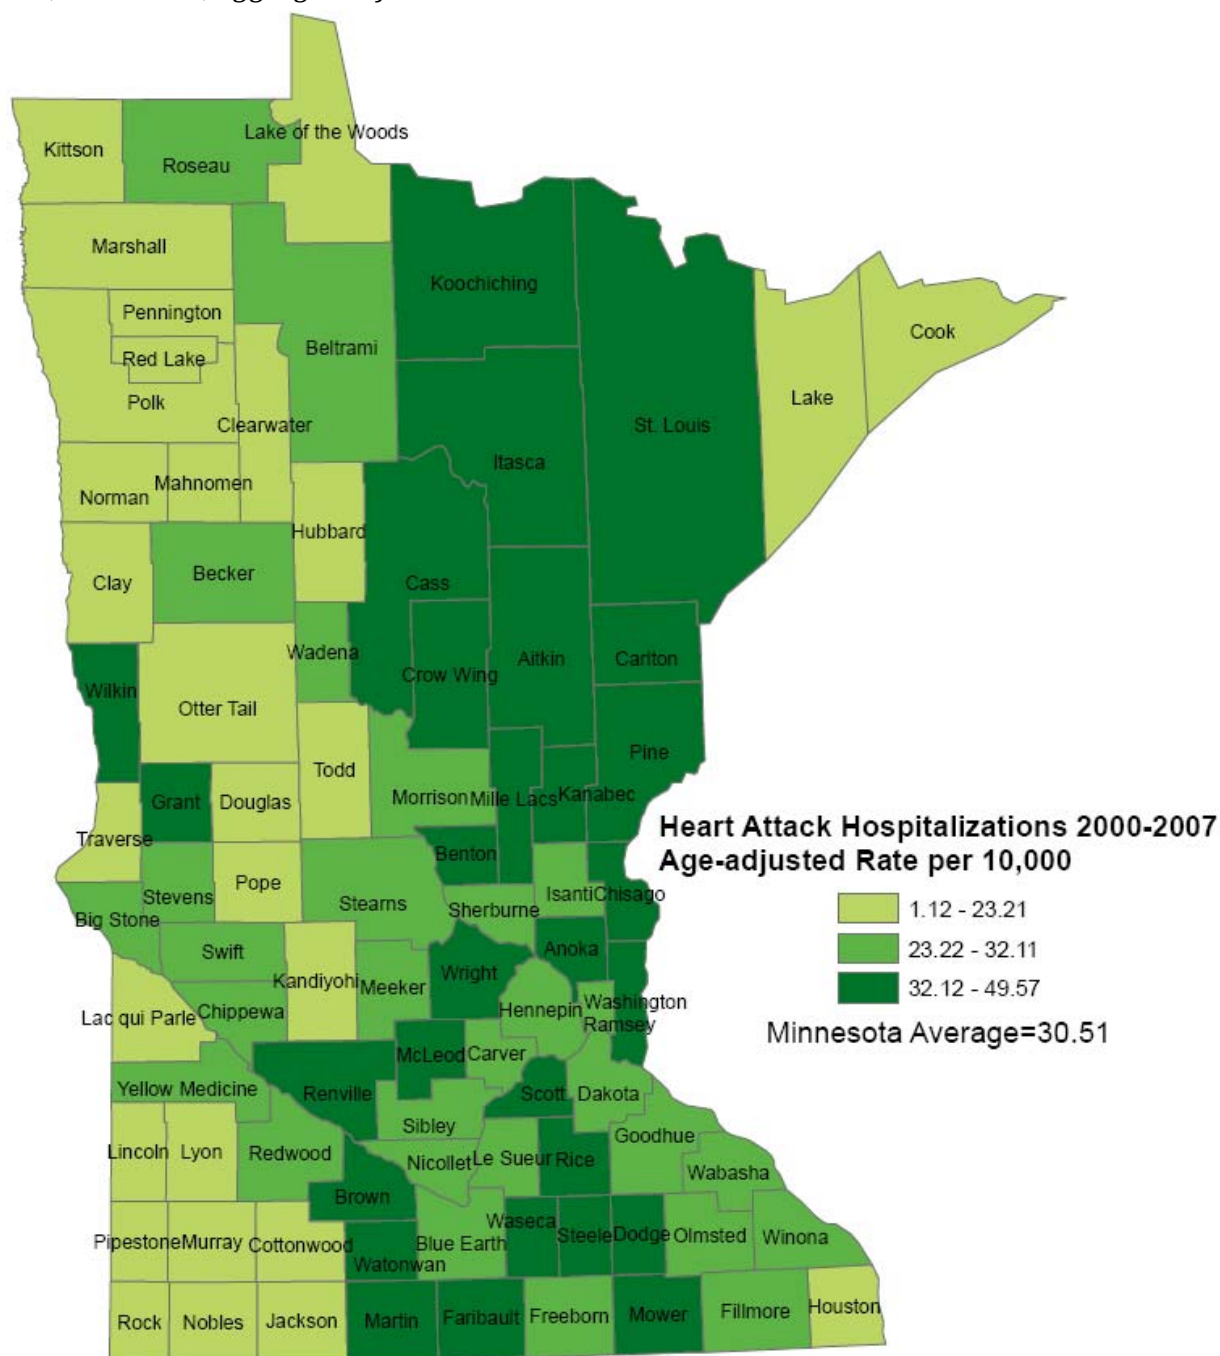 Lake of the Woods
Kittson
Roseau
Marshall
Koochiching
Pennington
Cook
Beltrami
Red Lake
Lake
Polk
Clearwater
St. Louis
Itasca
Mahnomen
Norman
Hubbard
Becker
Clay
Cass
Wadena
Aitkin
Carlton
Crow Wing
Wilkin
Otter Tail
Pine
Todd
Morrison
Mille Lacs
Kanabec
Grant
Douglas
Traverse
Heart Attack Hospitalizations 2000-2007
Age-adjusted Rate per 10,000
Benton
Pope
Stevens
Isanti
Chisago
Stearns
Sherburne
1.12 - 23.21
Big Stone
Swift
Anoka
23.22 - 32.11
Kandiyohi
Meeker
Wright
32.12 - 49.57
Washington
Hennepin
Chippewa
Lac qui Parle
Ramsey
Minnesota Average=30.51
McLeod
Carver
Yellow Medicine
Renville
Scott
Dakota
Sibley
Goodhue
Lincoln
Lyon
Redwood
Nicollet
Le Sueur
Rice
Wabasha
Brown
Waseca
Steele
Dodge
Olmsted
Winona
Pipestone
Murray
Cottonwood
Blue Earth
Watonwan
Rock
Nobles
Jackson
Martin
Faribault
Freeborn
Mower
Fillmore
Houston